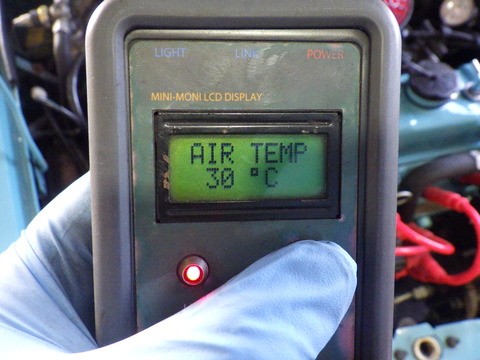 LIGHT LINK POWER
MINI-MONI LCD DISPLAY
AIR TEMP
30 °C